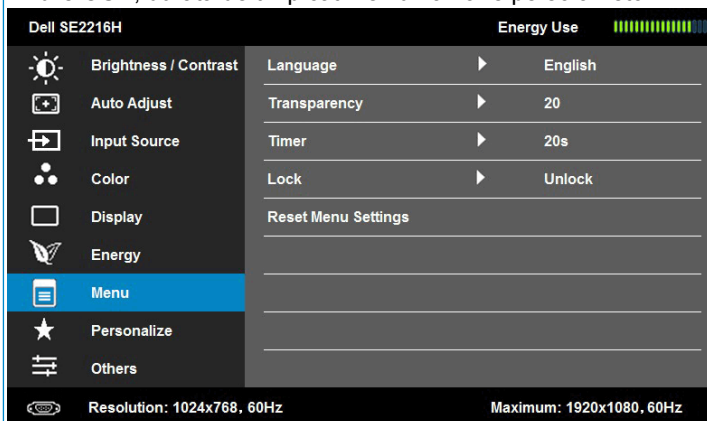 Dell SE2216H Energy Use
Brightness / Contrast Language English
Auto Adjust Transparency 20
Input Source Timer 20s
Color Lock Unlock
Display Reset Menu Settings
Energy
Menu
Personalize
Others
Resolution: 1024x768, 60Hz Maximum: 1920x1080, 60Hz